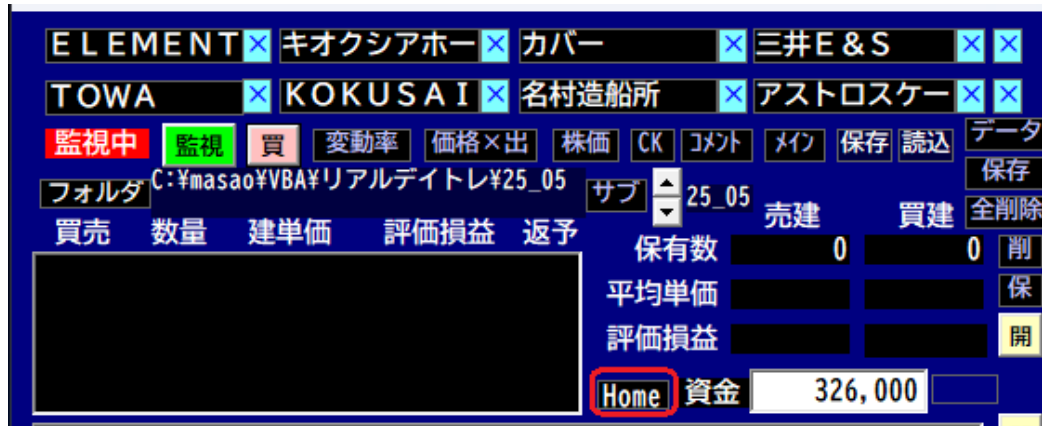 ＥＬＥＭＥＮＴ × キオクシアホー × カバー × 三井Ｅ＆Ｓ × ×
ＴＯＷＡ × ＫＯＫＵＳＡＩ × 名村造船所 × アストロスケー × ×
監視中 監視 買 変動率 価格×出 株価 CK ｺﾒﾝﾄ ﾒｲﾝ 保存 読込 データ
保存
フォルダ C:¥masao¥VBA¥リアルデイトレ¥25_05 サブ 25_05 全削除
買売 数量 建単価 評価損益 返予 売建 買建
保有数 0 0 削
平均単価 保
評価損益 開
Home 資金 326,000